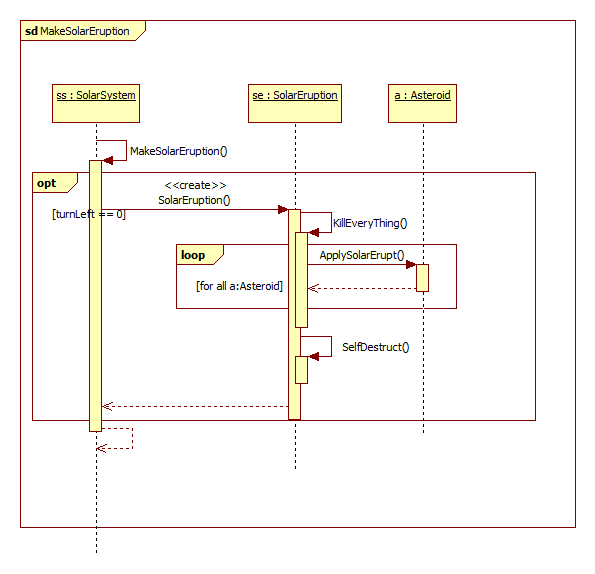 sd MakeSolarEruption
ss : SolarSystem
se : SolarEruption
a : Asteroid
MakeSolarEruption()
opt
<<create>>
SolarEruption()
[turnLeft == 0]
KillEveryThing()
loop
ApplySolarErupt()
[for all a:Asteroid]
SelfDestruct()